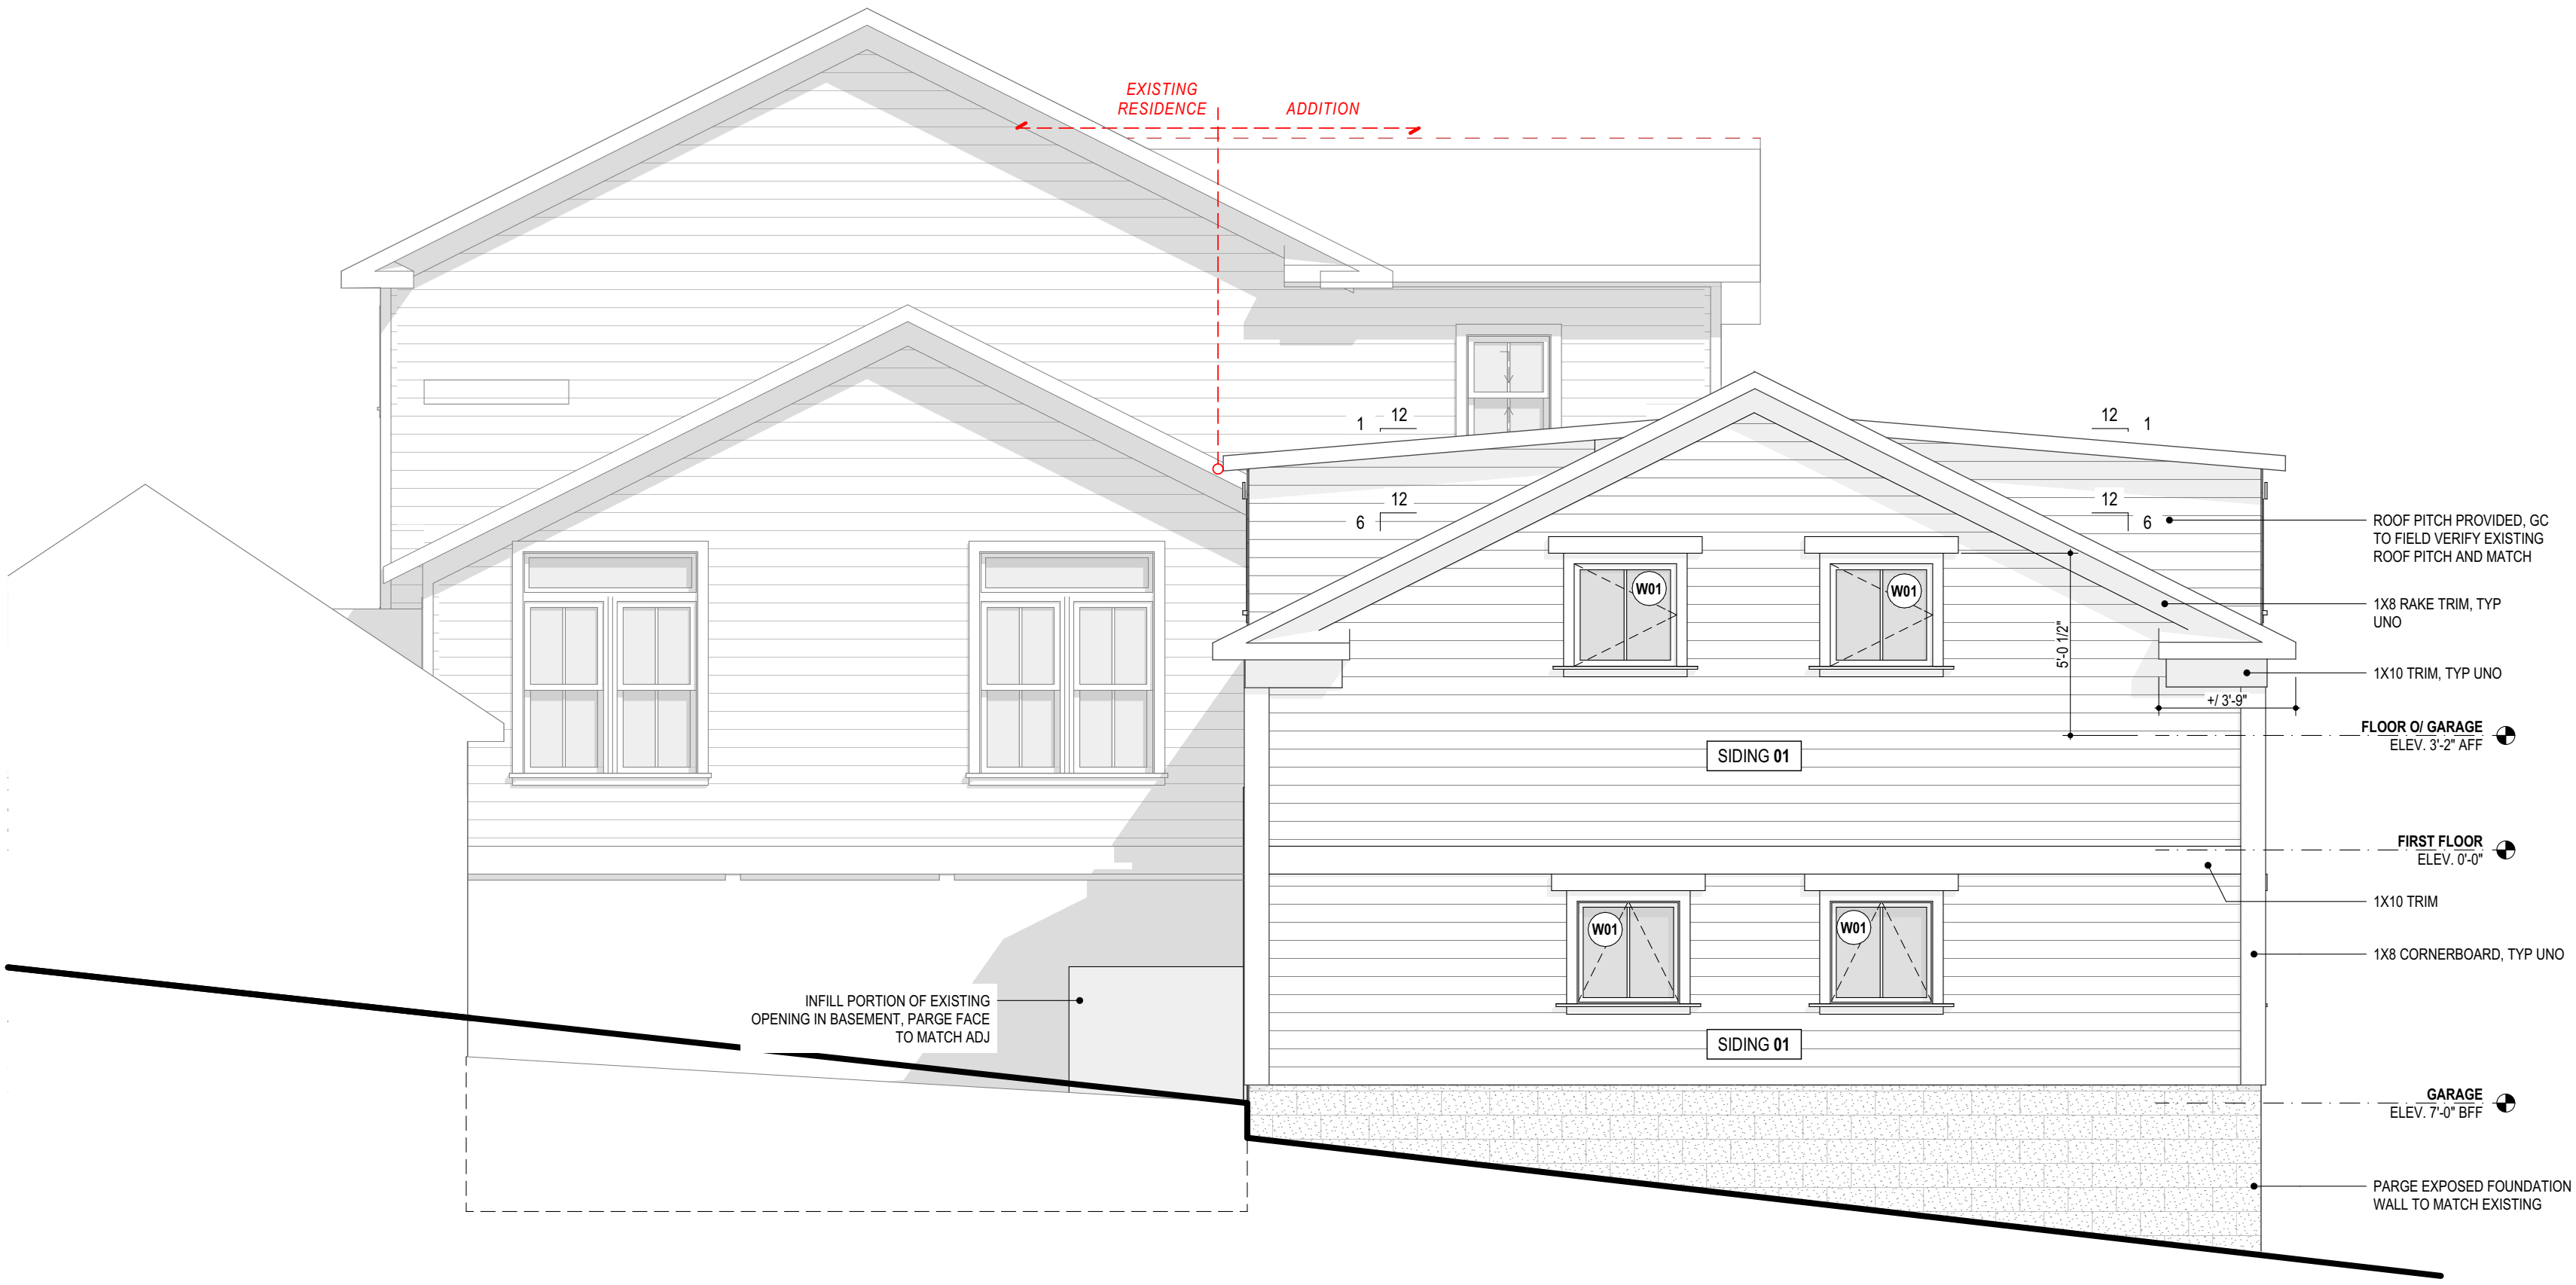 EXISTING
RESIDENCE
ADDITION
12
1
12
1
12
6
12
6
ROOF PITCH PROVIDED, GC
TO FIELD VERIFY EXISTING
ROOF PITCH AND MATCH
W01
W01
1X8 RAKE TRIM, TYP
UNO
5'-0 1/2"
1X10 TRIM, TYP UNO
+/ 3'-9"
FLOOR O/ GARAGE
ELEV. 3'-2" AFF
SIDING 01
FIRST FLOOR
ELEV. 0'-0"
1X10 TRIM
W01
W01
1X8 CORNERBOARD, TYP UNO
INFILL PORTION OF EXISTING
OPENING IN BASEMENT, PARGE FACE
TO MATCH ADJ
SIDING 01
GARAGE
ELEV. 7'-0" BFF
PARGE EXPOSED FOUNDATION
WALL TO MATCH EXISTING